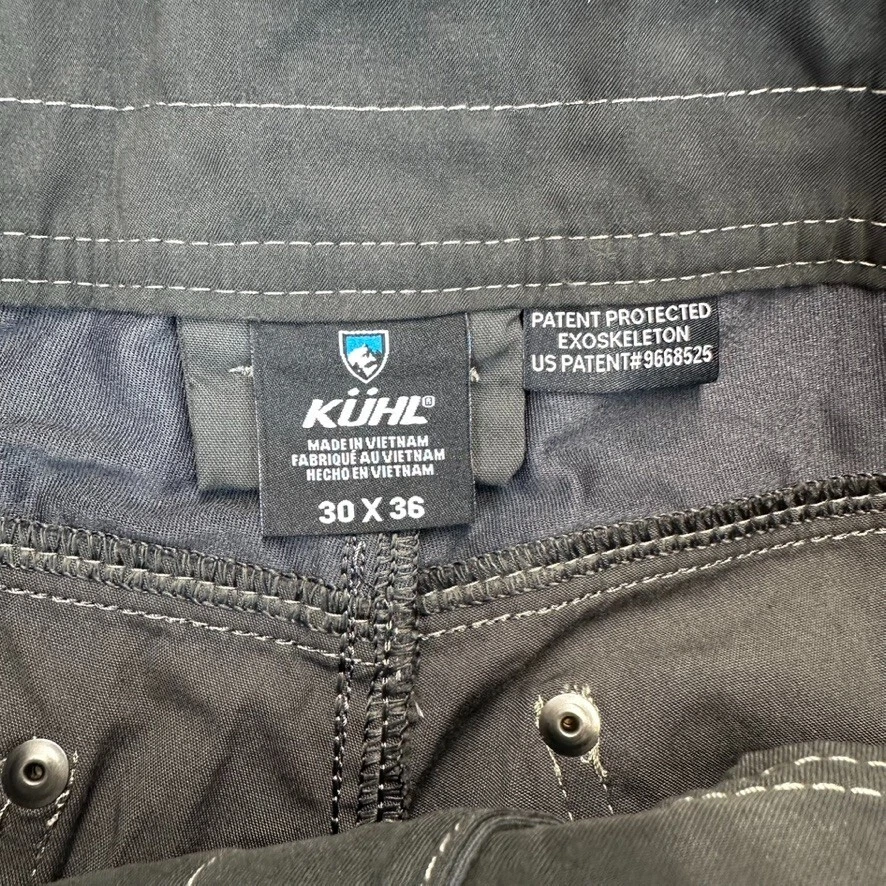 KÜHL®
MADE IN VIETNAM
FABRIQUÉ AU VIETNAM
HECHO EN VIETNAM
30 X 36
PATENT PROTECTED
EXOSKELETON
US PATENT#9668525